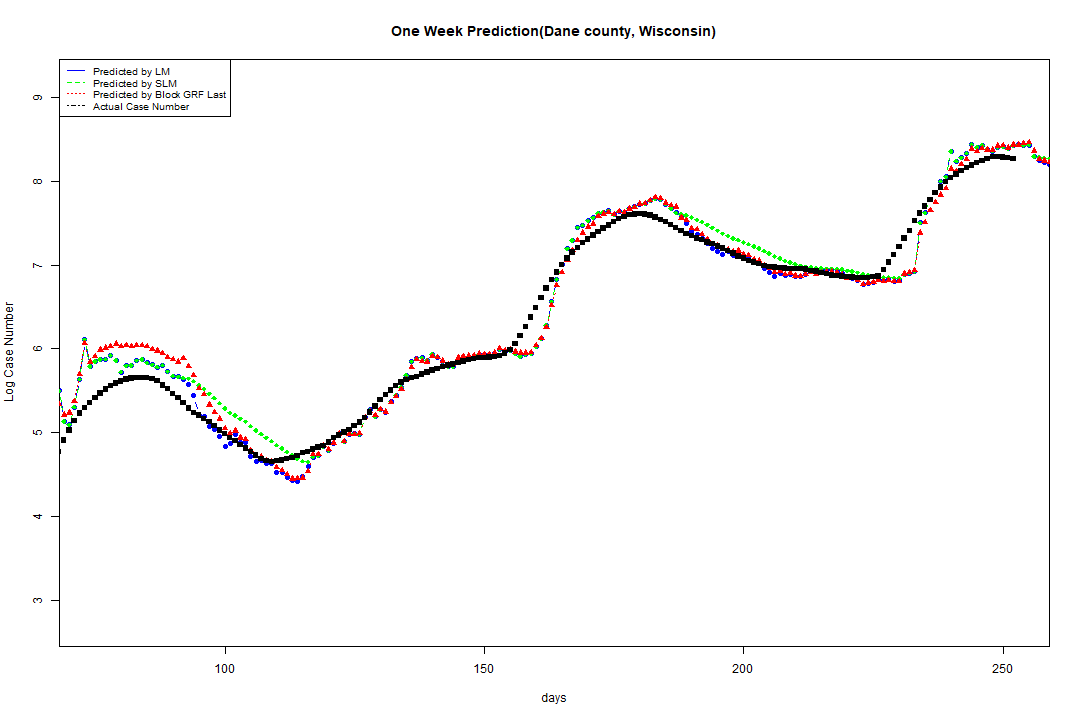 One Week Prediction(Dane county, Wisconsin)
Predicted by LM
Predicted by SLM
Predicted by Block GRF Last
Actual Case Number
Log Case Number
9
8
7
6
5
4
3
100 150 200 250
days